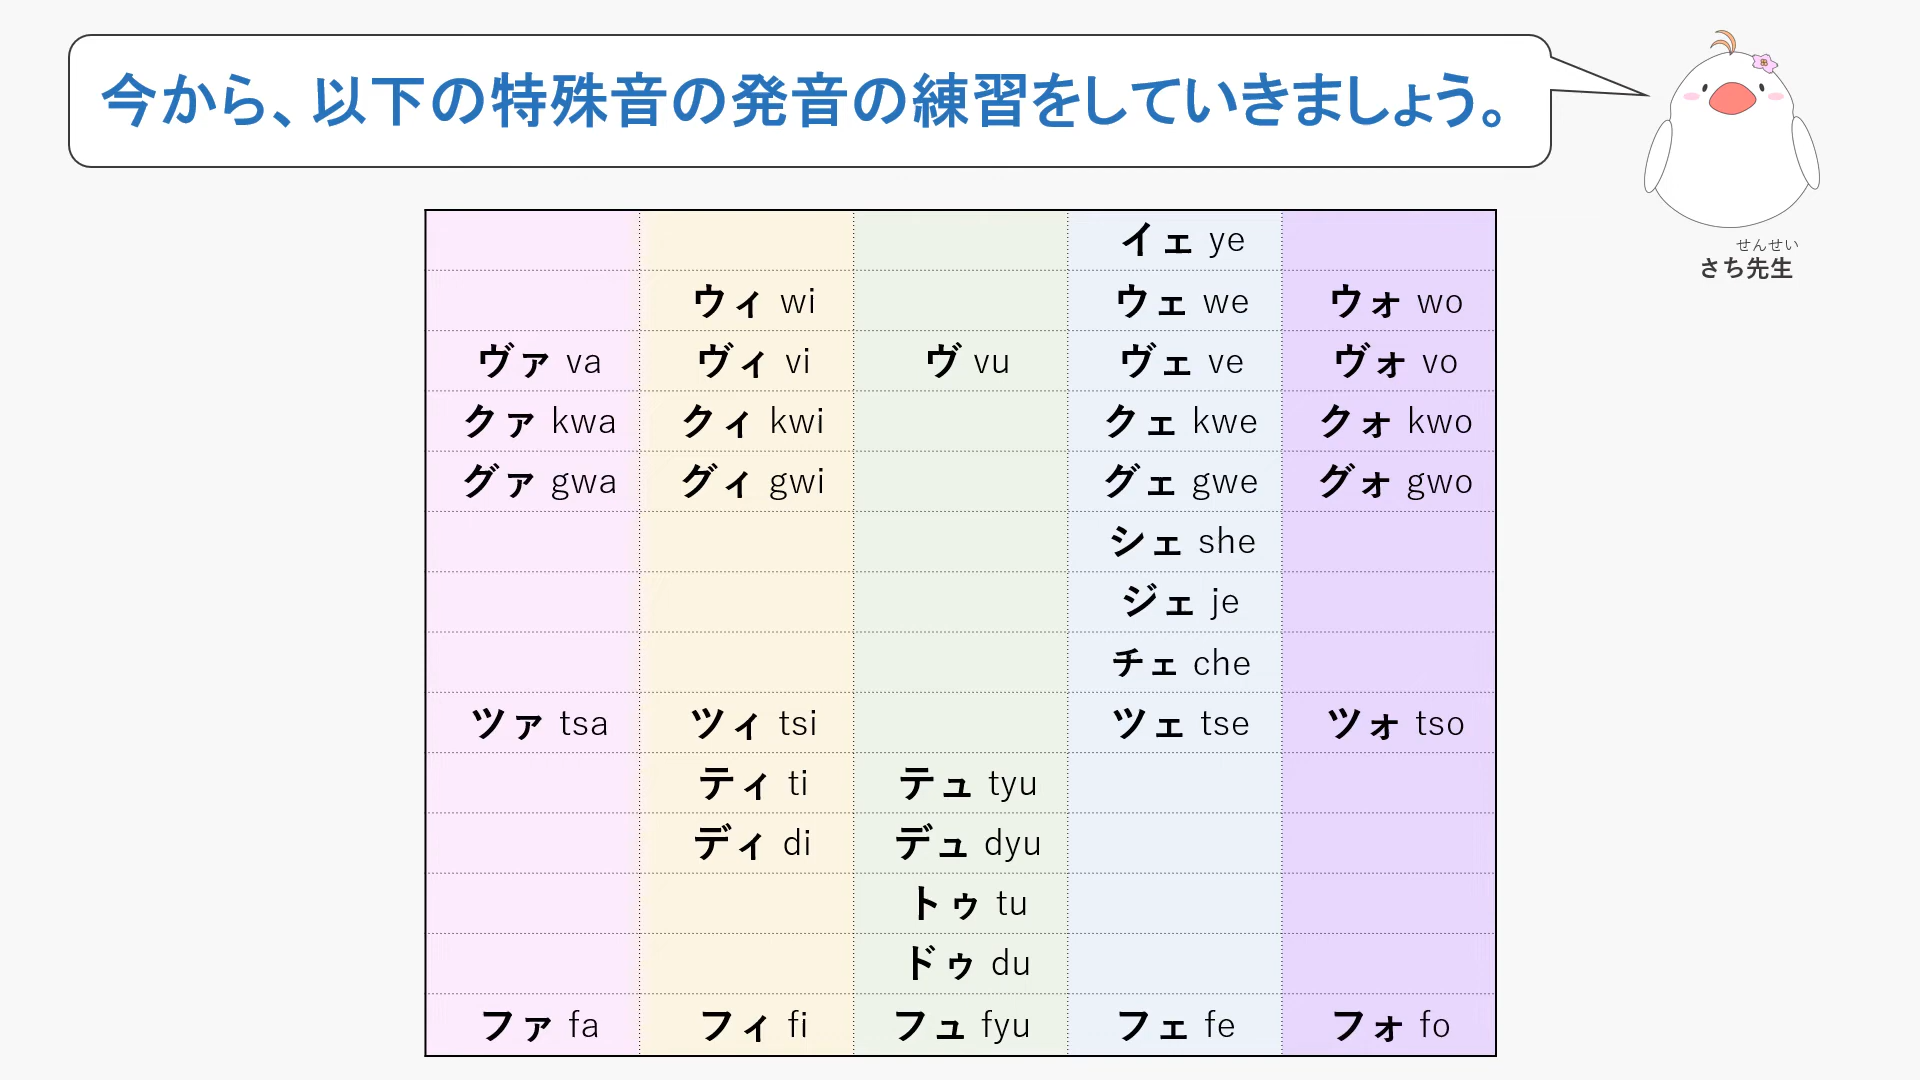 今から、以下の特殊音の発音の練習をしていきましょう。
せんせい
さち先生
イェ ye
ウィ wi ウェ we ウォ wo
ヴァ va ヴィ vi ヴ vu ヴェ ve ヴォ vo
クァ kwa クィ kwi クェ kwe クォ kwo
グァ gwa グィ gwi グェ gwe グォ gwo
シェ she
ジェ je
チェ che
ツァ tsa ツィ tsi ツェ tse ツォ tso
ティ ti テュ tyu
ディ di デュ dyu
トゥ tu
ドゥ du
ファ fa フィ fi フュ fyu フェ fe フォ fo